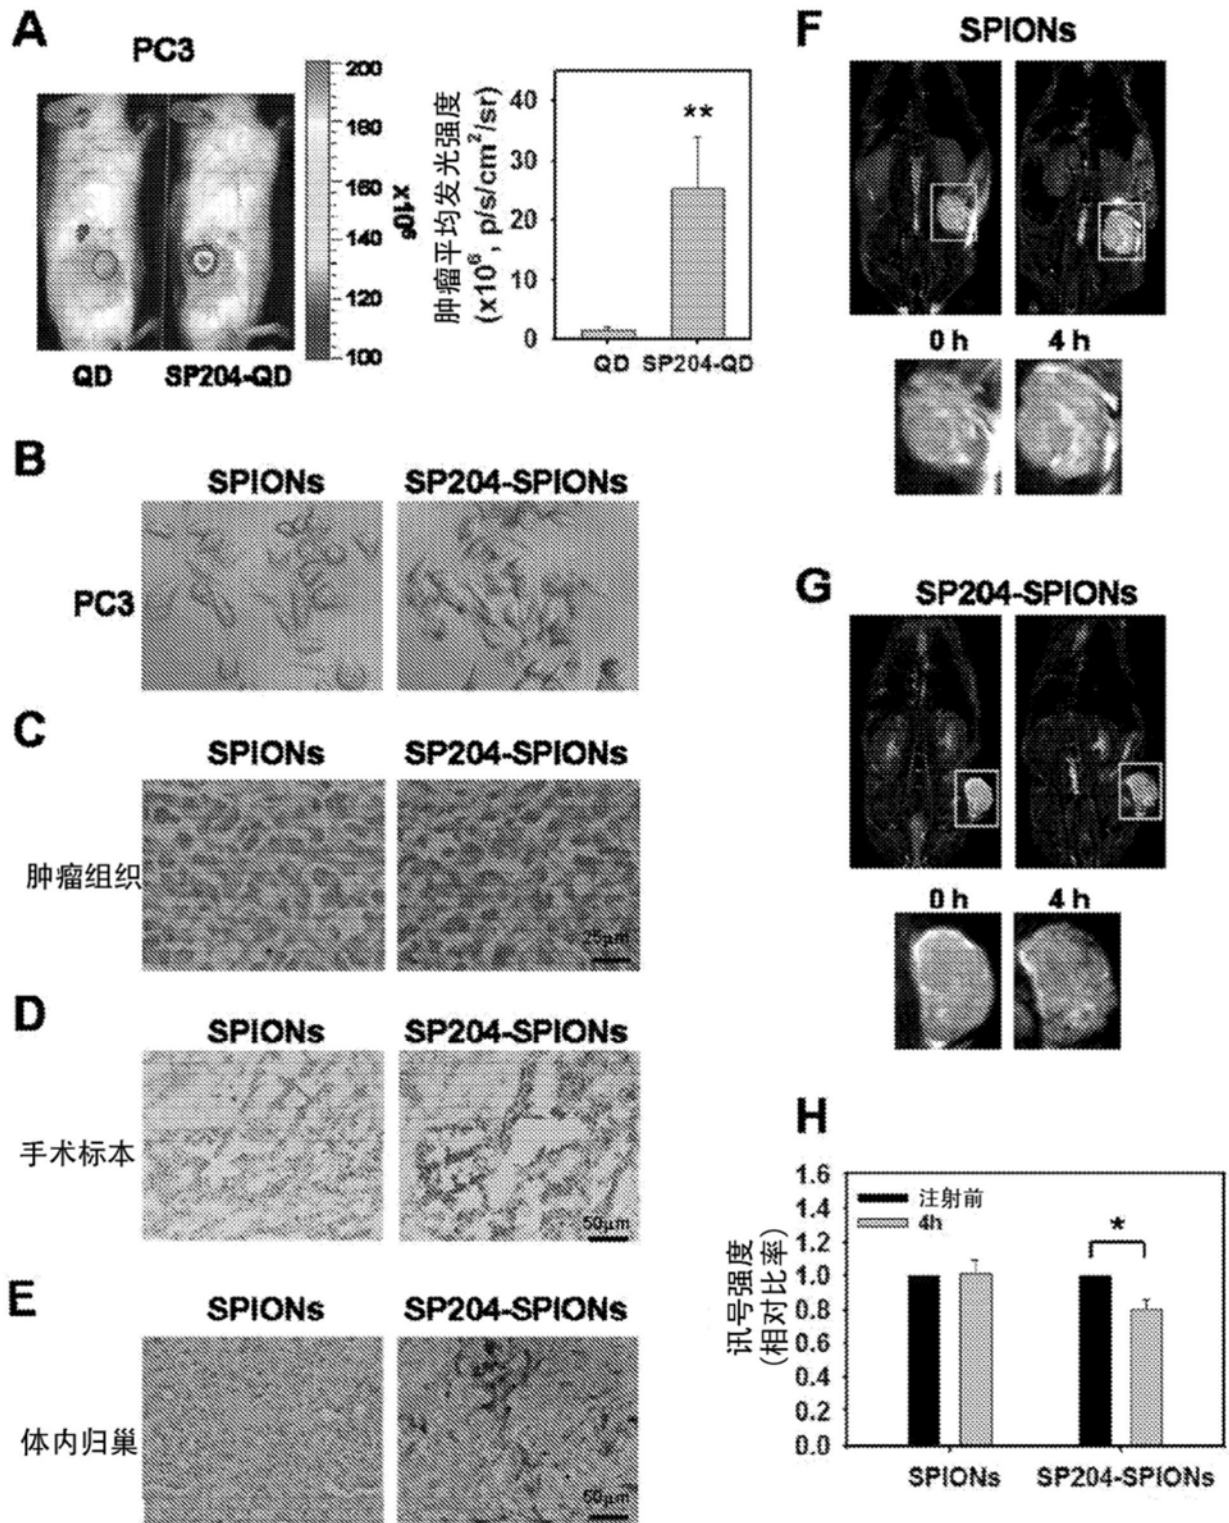 A
PC3
200
180
160
140
120
100
x10⁶
QD
SP204-QD
肿瘤平均发光强度
(x10⁶, p/s/cm²/sr)
40
30
20
10
0
**
QD
SP204-QD
B
SPIONs
SP204-SPIONs
PC3
C
SPIONs
SP204-SPIONs
肿瘤组织
25μm
D
SPIONs
SP204-SPIONs
手术标本
50μm
E
SPIONs
SP204-SPIONs
体内归巢
50μm
F
SPIONs
0 h
4 h
G
SP204-SPIONs
0 h
4 h
H
讯号强度
(相对比率)
1.6
1.4
1.2
1.0
0.8
0.6
0.4
0.2
0.0
注射前
4h
*
SPIONs
SP204-SPIONs